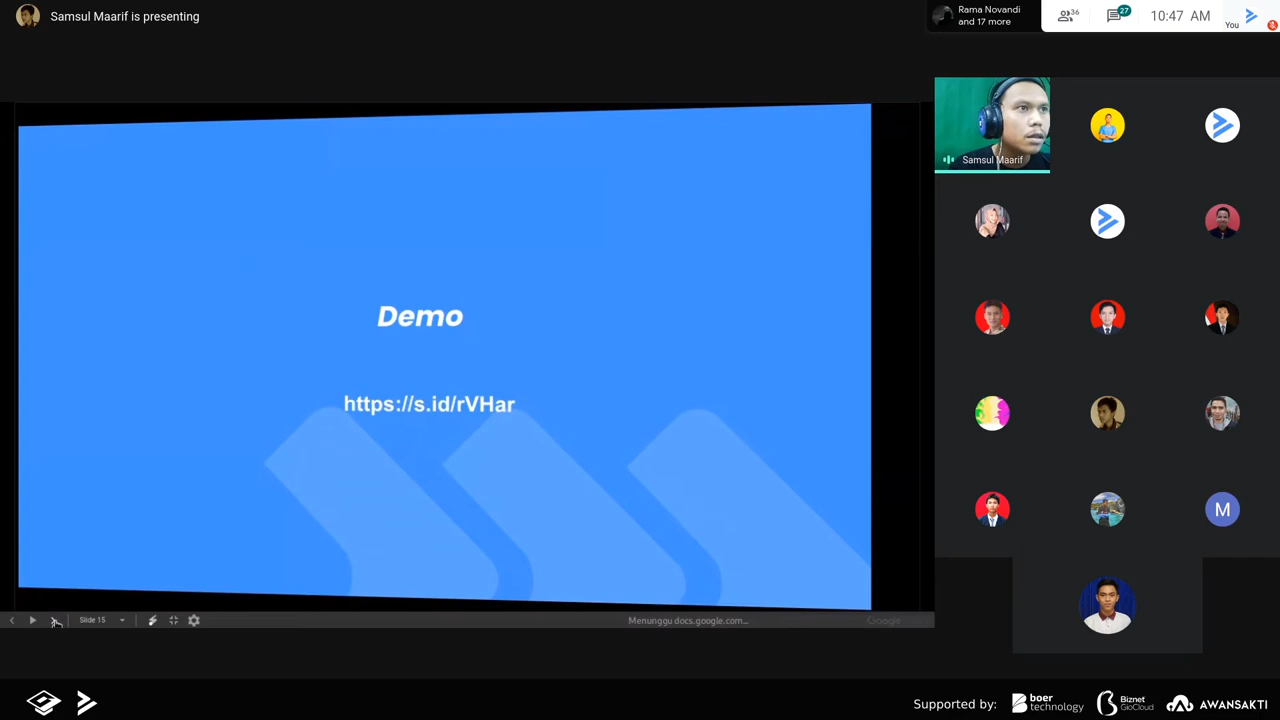 Samsul Maarif is presenting
Rama Novandi
and 17 more
36
27
10:47 AM
You
Samsul Maarif
Demo
https://s.id/rVHar
M
Slide 15
Menunggu docs.google.com...
Google
Supported by:
boer
technology
Biznet
GioCloud
AWANSAKTI